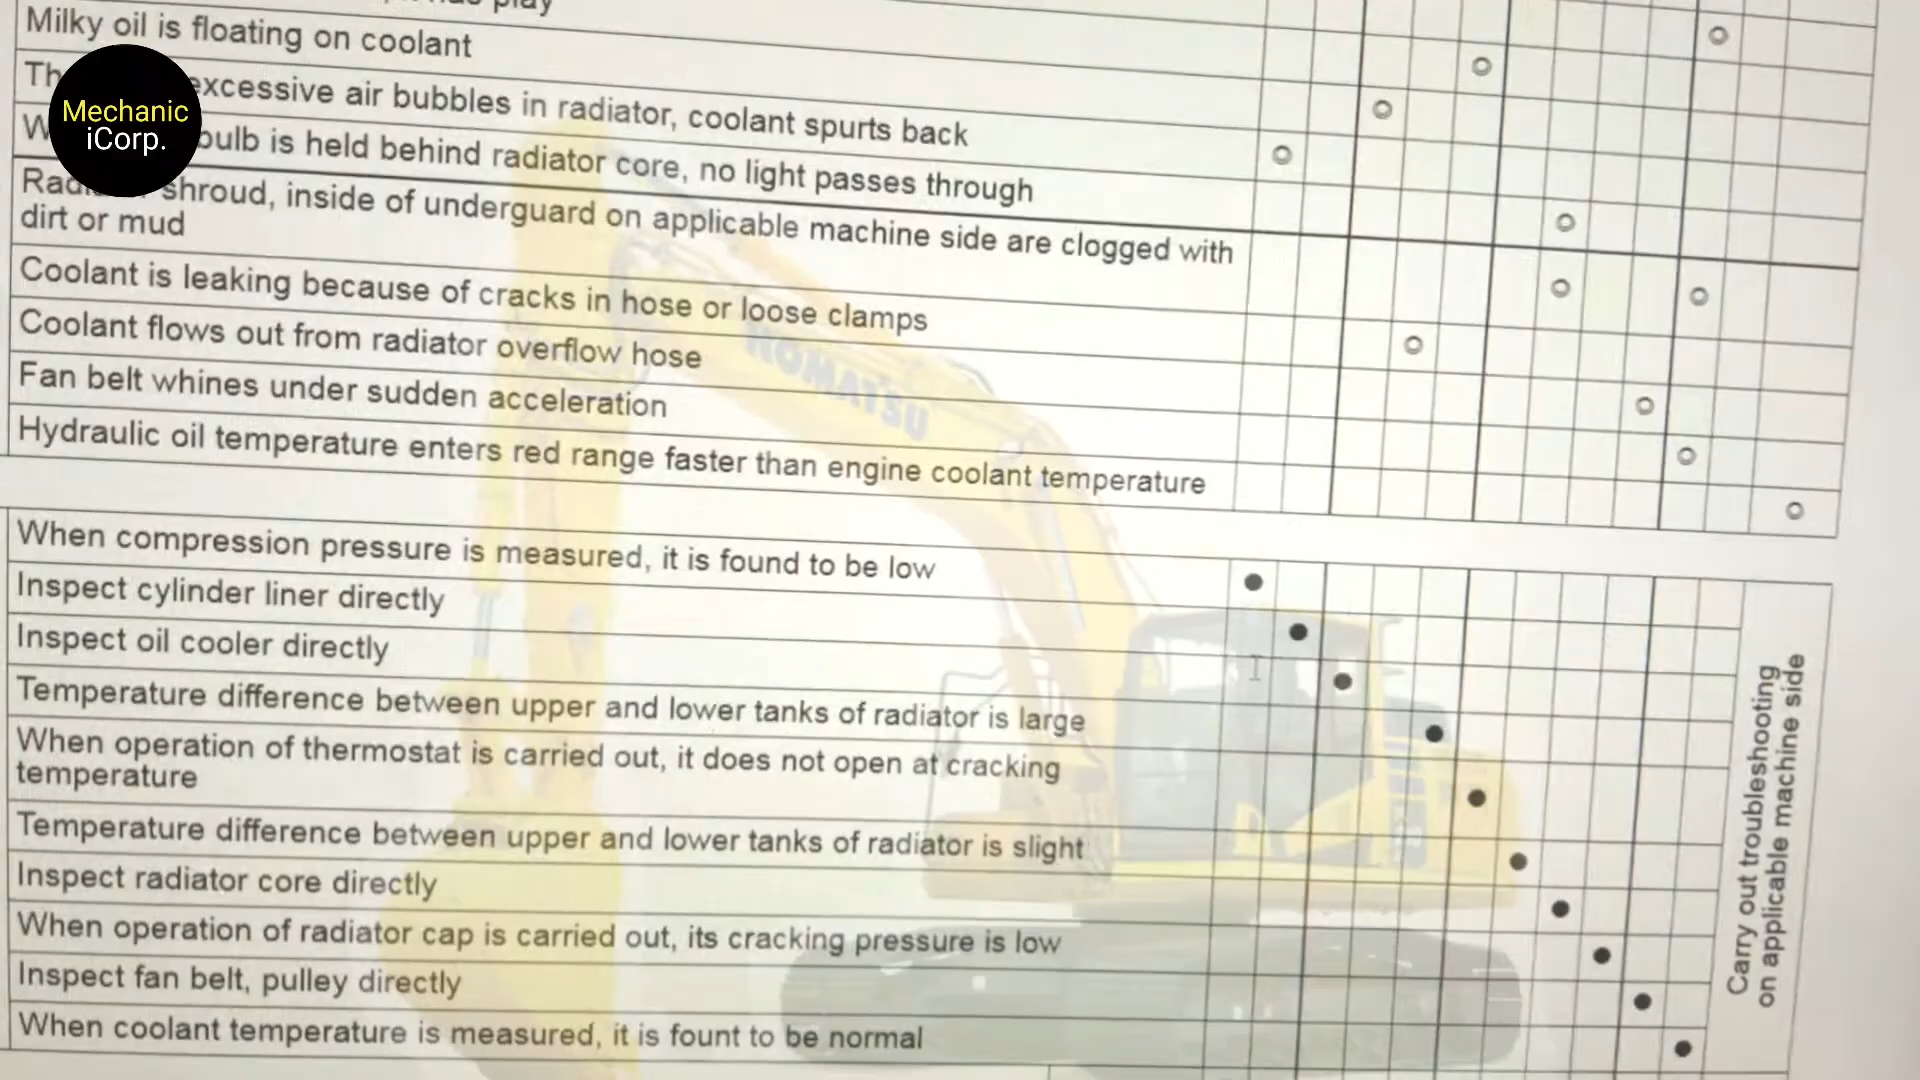 play
Milky oil is floating on coolant
excessive air bubbles in radiator, coolant spurts back
bulb is held behind radiator core, no light passes through
shroud, inside of underguard on applicable machine side are clogged with
dirt or mud
Coolant is leaking because of cracks in hose or loose clamps
Coolant flows out from radiator overflow hose
Fan belt whines under sudden acceleration
Hydraulic oil temperature enters red range faster than engine coolant temperature
When compression pressure is measured, it is found to be low
Inspect cylinder liner directly
Inspect oil cooler directly
Temperature difference between upper and lower tanks of radiator is large
When operation of thermostat is carried out, it does not open at cracking
temperature
Temperature difference between upper and lower tanks of radiator is slight
Inspect radiator core directly
When operation of radiator cap is carried out, its cracking pressure is low
Inspect fan belt, pulley directly
When coolant temperature is measured, it is fount to be normal
Carry out troubleshooting
on applicable machine side
Mechanic
iCorp.
KOMATSU